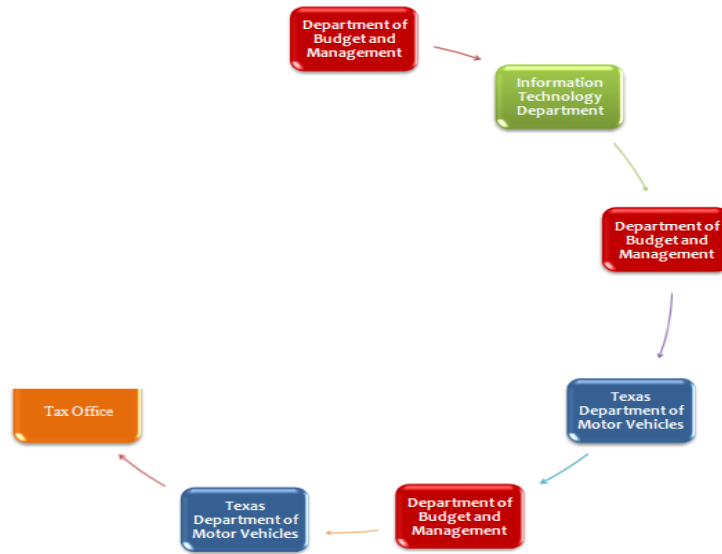 Department of
Budget and
Management
Information
Technology
Department
Department of
Budget and
Management
Texas
Department of
Motor Vehicles
Department of
Budget and
Management
Texas
Department of
Motor Vehicles
Tax Office